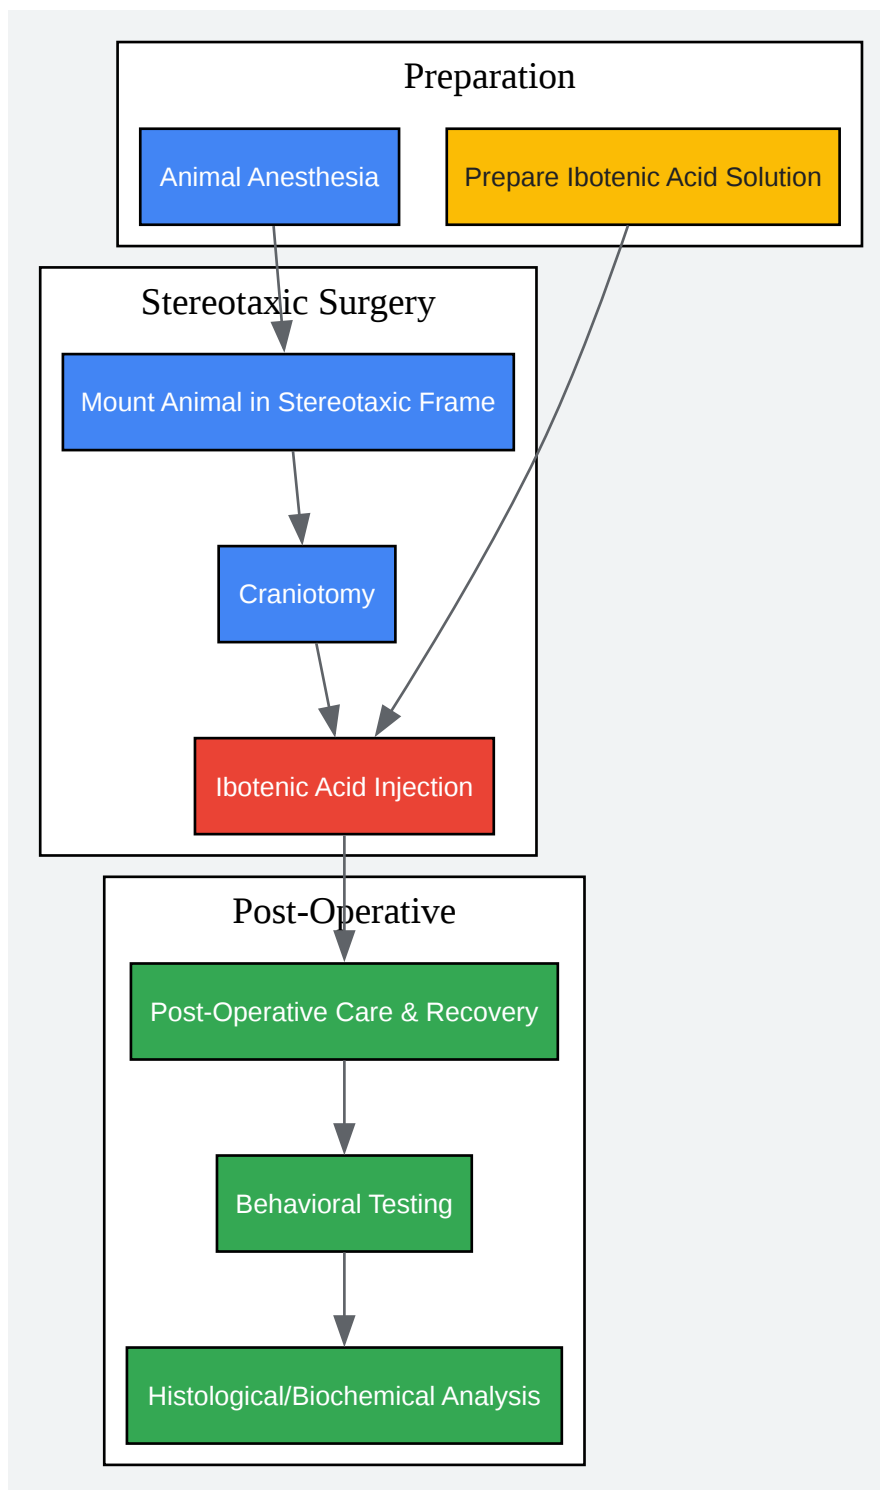 Preparation
Animal Anesthesia
Prepare Ibotenic Acid Solution
Stereotaxic Surgery
Mount Animal in Stereotaxic Frame
Craniotomy
Ibotenic Acid Injection
Post-Operative
Post-Operative Care & Recovery
Behavioral Testing
Histological/Biochemical Analysis